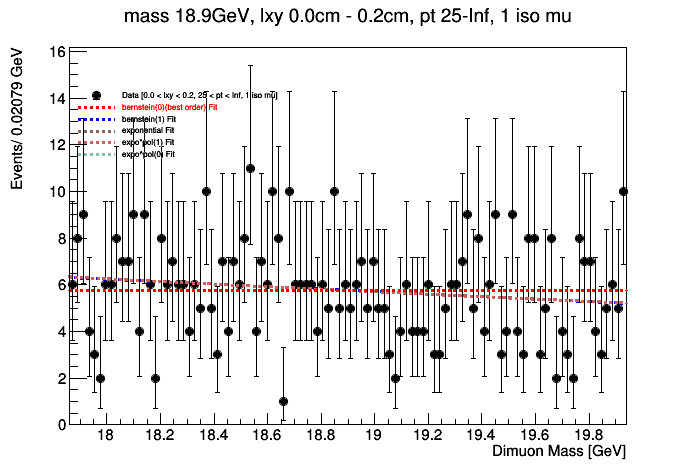 mass 18.9GeV, lxy 0.0cm - 0.2cm, pt 25-Inf, 1 iso mu
Events/ 0.02079 GeV
16
14
12
10
8
6
4
2
0
Data [0.0 < lxy < 0.2, 25 < pt < Inf, 1 iso mu]
bernstein(0)(best order) Fit
bernstein(1) Fit
exponential Fit
expo*pol(1) Fit
expo*pol(0) Fit
18 18.2 18.4 18.6 18.8 19 19.2 19.4 19.6 19.8
Dimuon Mass [GeV]